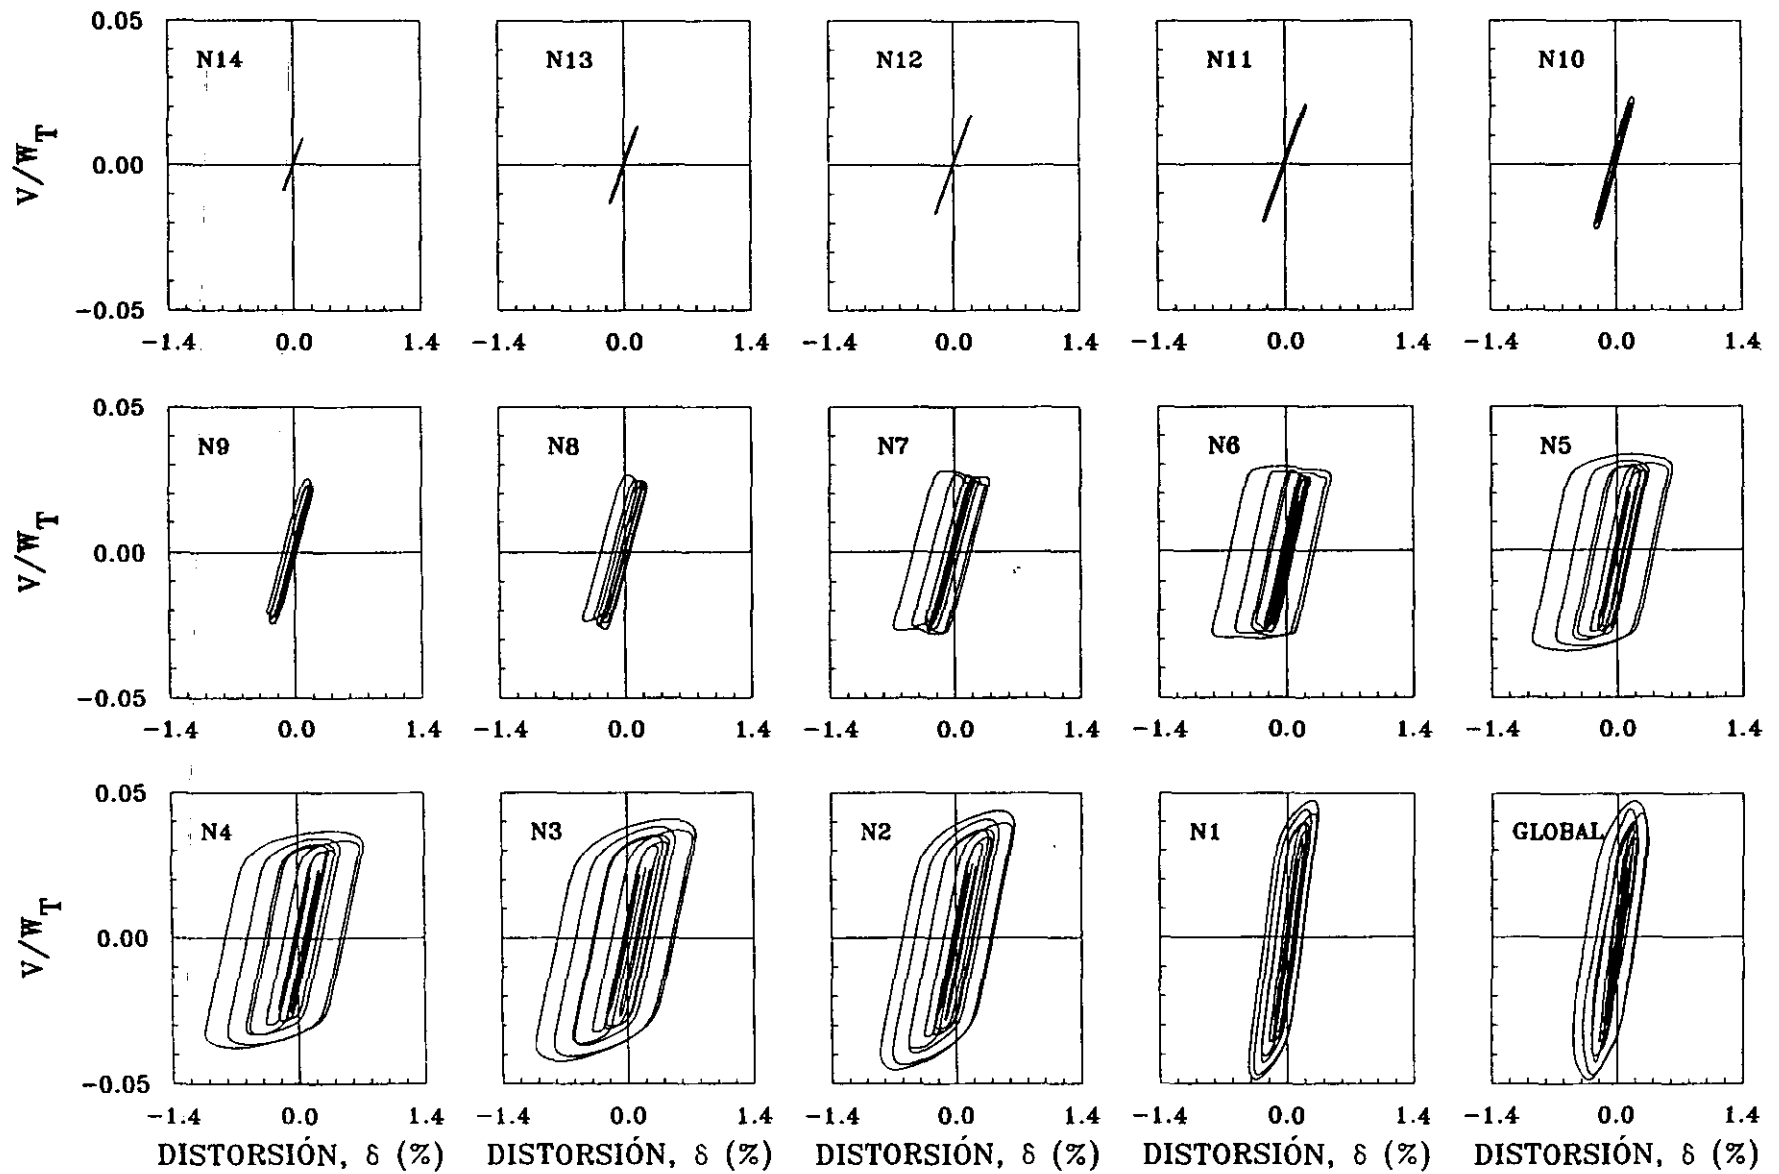 0.05
N14 N13 N12 N11 N10
V/W_T
0.00
-0.05
-1.4 0.0 1.4 -1.4 0.0 1.4 -1.4 0.0 1.4 -1.4 0.0 1.4 -1.4 0.0 1.4
0.05
N9 N8 N7 N6 N5
V/W_T
0.00
-0.05
-1.4 0.0 1.4 -1.4 0.0 1.4 -1.4 0.0 1.4 -1.4 0.0 1.4 -1.4 0.0 1.4
0.05
N4 N3 N2 N1 GLOBAL
V/W_T
0.00
-0.05
-1.4 0.0 1.4 -1.4 0.0 1.4 -1.4 0.0 1.4 -1.4 0.0 1.4 -1.4 0.0 1.4
DISTORSIÓN, δ (%) DISTORSIÓN, δ (%) DISTORSIÓN, δ (%) DISTORSIÓN, δ (%) DISTORSIÓN, δ (%)